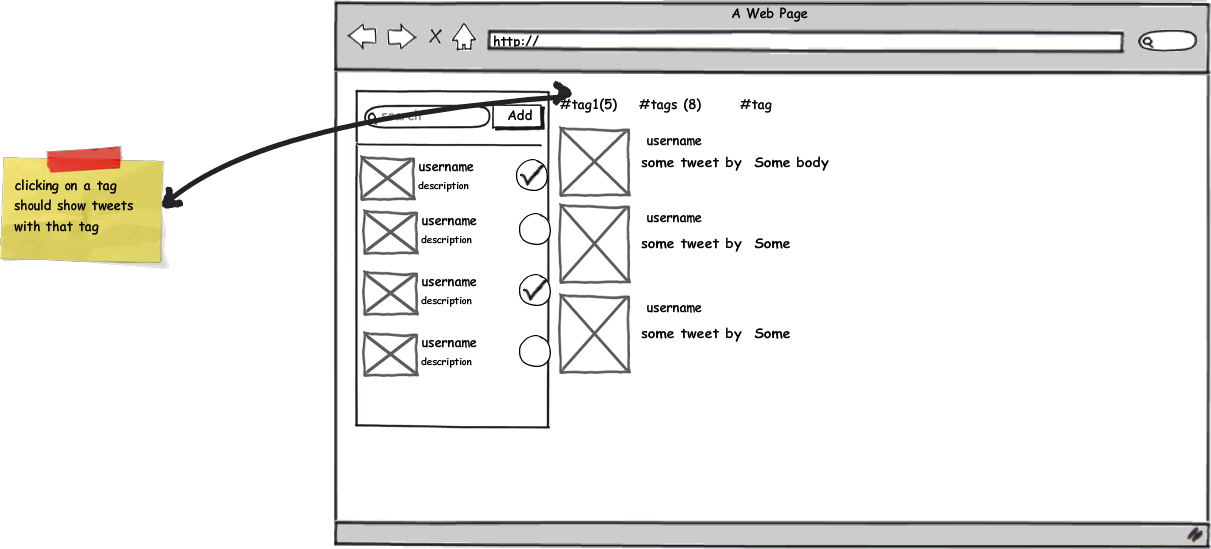 A Web Page
http://
search
Add
#tag1(5) #tags (8) #tag
clicking on a tag
should show tweets
with that tag
username
description
username
description
username
description
username
description
username
some tweet by Some body
username
some tweet by Some
username
some tweet by Some